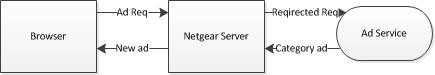 Browser
Ad Req
New ad
Netgear Server
Reqirected Req
Category ad
Ad Service